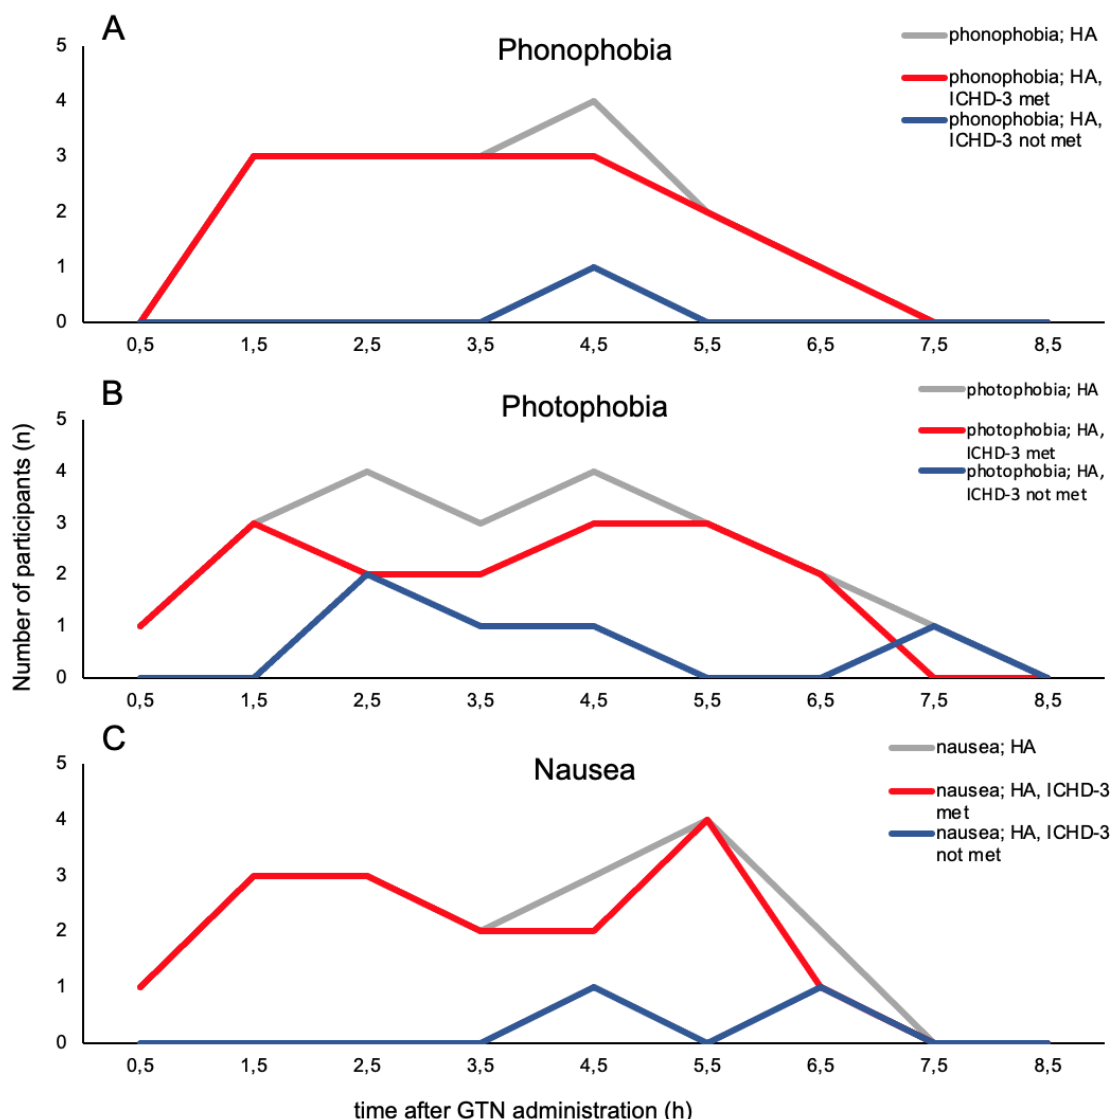 A
Phonophobia
phonophobia; HA
phonophobia; HA,
ICHD-3 met
phonophobia; HA,
ICHD-3 not met
5
4
3
2
1
0
0,5 1,5 2,5 3,5 4,5 5,5 6,5 7,5 8,5
B
Photophobia
photophobia; HA
photophobia; HA,
ICHD-3 met
photophobia; HA,
ICHD-3 not met
Number of participants (n)
5
4
3
2
1
0
0,5 1,5 2,5 3,5 4,5 5,5 6,5 7,5 8,5
C
Nausea
nausea; HA
nausea; HA, ICHD-3
met
nausea; HA, ICHD-3
not met
5
4
3
2
1
0
0,5 1,5 2,5 3,5 4,5 5,5 6,5 7,5 8,5
time after GTN administration (h)